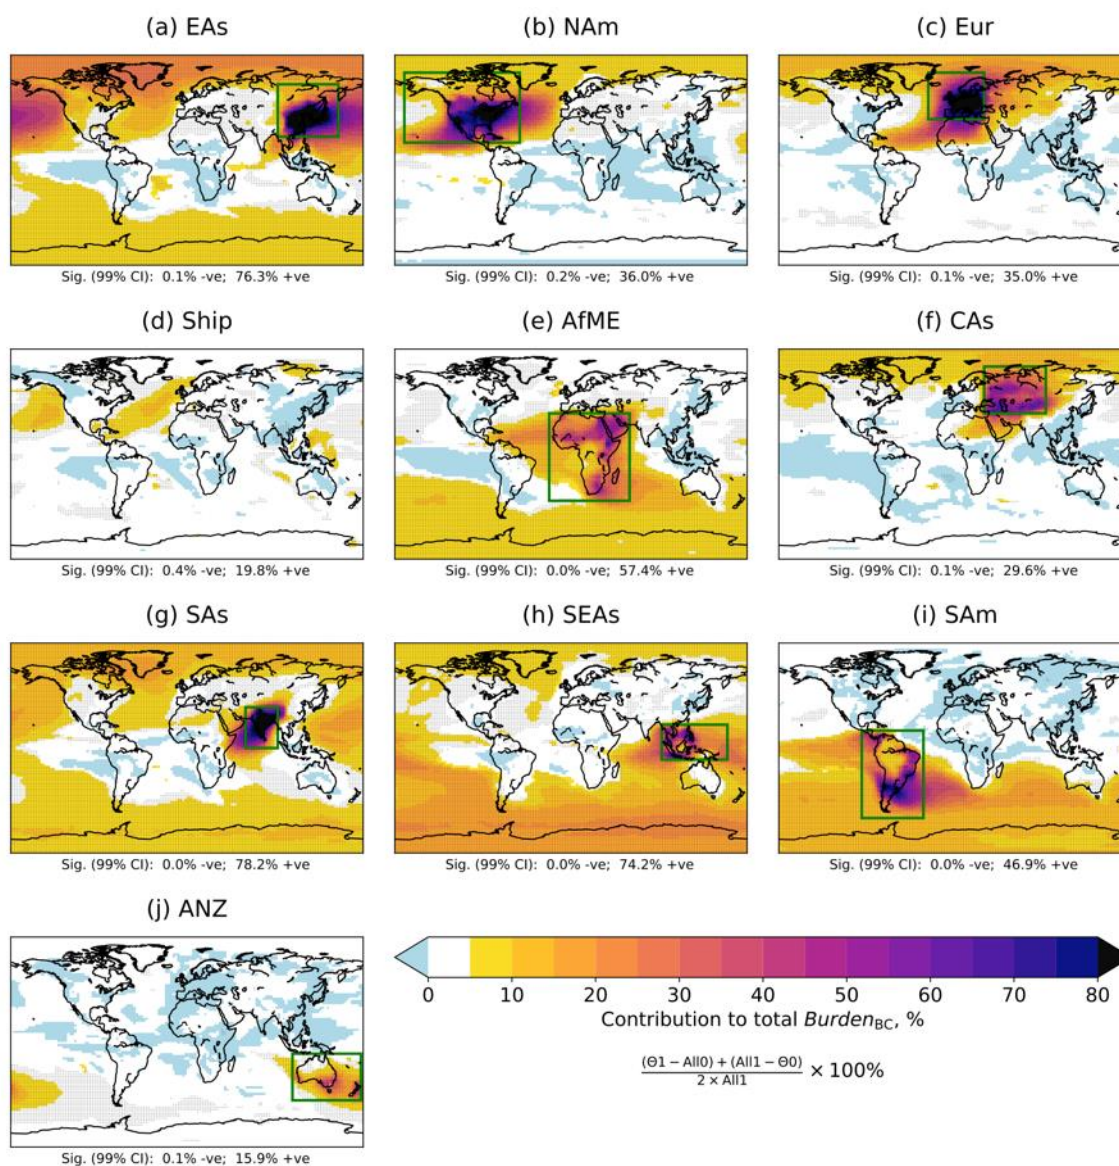 (a) EAs
(b) NAm
(c) Eur
Sig. (99% CI): 0.1% -ve; 76.3% +ve
Sig. (99% CI): 0.2% -ve; 36.0% +ve
Sig. (99% CI): 0.1% -ve; 35.0% +ve
(d) Ship
(e) AfME
(f) CAs
Sig. (99% CI): 0.4% -ve; 19.8% +ve
Sig. (99% CI): 0.0% -ve; 57.4% +ve
Sig. (99% CI): 0.1% -ve; 29.6% +ve
(g) SAs
(h) SEAs
(i) SAm
Sig. (99% CI): 0.0% -ve; 78.2% +ve
Sig. (99% CI): 0.0% -ve; 74.2% +ve
Sig. (99% CI): 0.0% -ve; 46.9% +ve
(j) ANZ
0 10 20 30 40 50 60 70 80
Contribution to total Burden_BC, %
(Θ1 − All0) + (All1 − Θ0)
2 × All1
× 100%
Sig. (99% CI): 0.1% -ve; 15.9% +ve